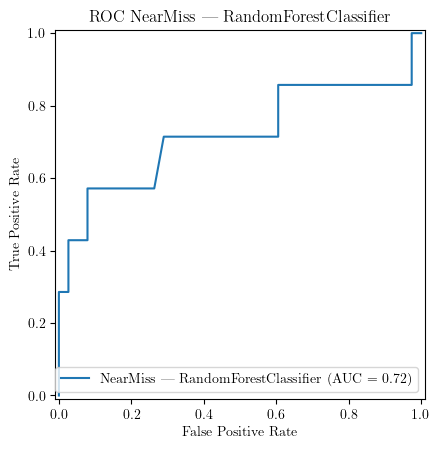 ROC NearMiss — RandomForestClassifier
1.0
0.8
0.6
0.4
0.2
0.0
True Positive Rate
NearMiss — RandomForestClassifier (AUC = 0.72)
0.0 0.2 0.4 0.6 0.8 1.0
False Positive Rate